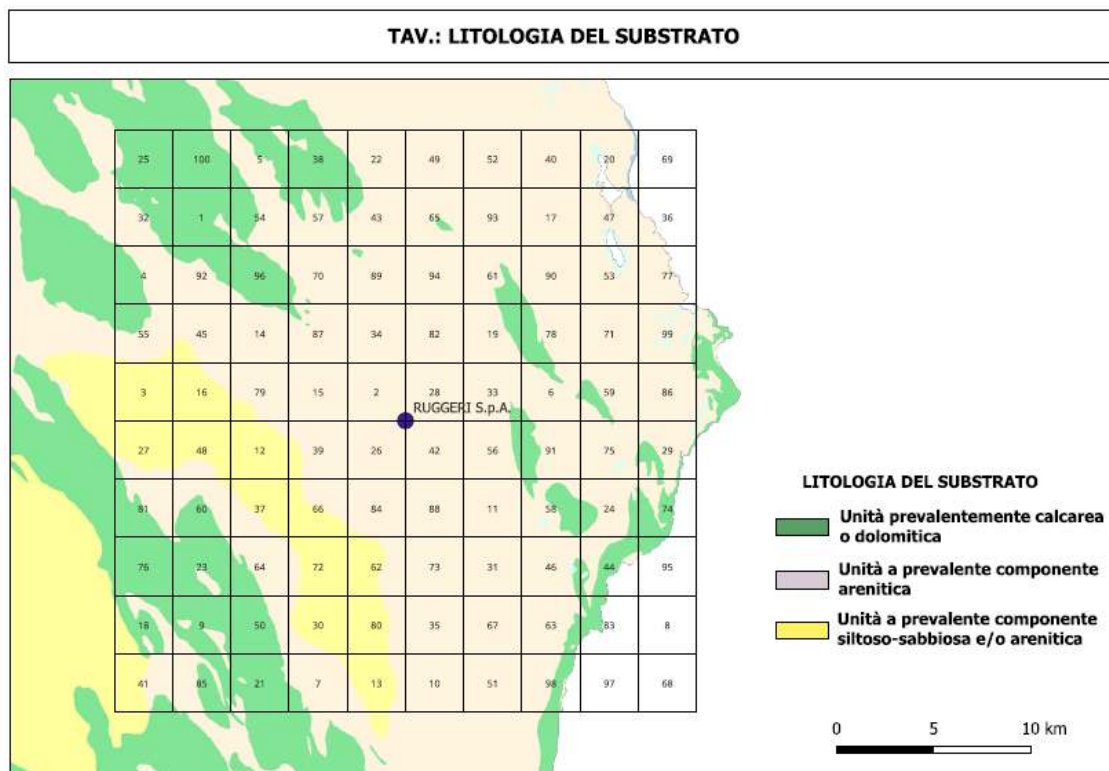 TAV.: LITOLOGIA DEL SUBSTRATO
25 100 5 38 22 49 52 40 20 69
32 1 54 57 43 65 93 17 47 36
4 92 96 70 89 94 61 90 53 77
55 45 14 87 34 82 19 78 71 99
3 16 79 15 2 28 33 6 59 86
RUGGERI S.p.A.
27 48 12 39 26 42 56 91 75 29
81 60 37 66 84 88 11 58 24 74
76 23 64 72 62 73 31 46 44 95
18 9 50 30 80 35 67 63 83 8
41 85 21 7 13 10 51 98 97 68
LITOLOGIA DEL SUBSTRATO
Unità prevalentemente calcarea
o dolomitica
Unità a prevalente componente
arenitica
Unità a prevalente componente
siltoso-sabbiosa e/o arenitica
0 5 10 km